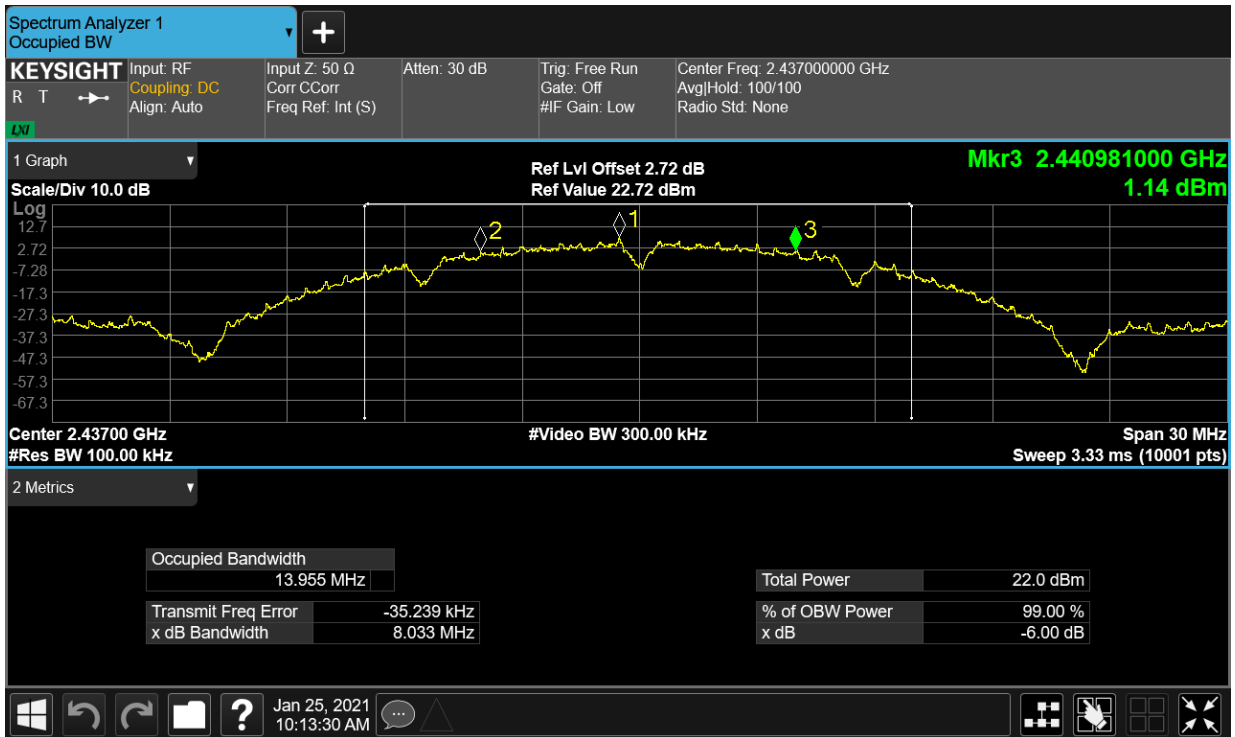 Spectrum Analyzer 1
Occupied BW
KEYSIGHT
R T
LXI
Input: RF
Coupling: DC
Align: Auto
Input Z: 50 Ω
Corr CCorr
Freq Ref: Int (S)
Atten: 30 dB
Trig: Free Run
Gate: Off
#IF Gain: Low
Center Freq: 2.437000000 GHz
Avg|Hold: 100/100
Radio Std: None
1 Graph
Scale/Div 10.0 dB
Ref Lvl Offset 2.72 dB
Ref Value 22.72 dBm
Mkr3 2.440981000 GHz
1.14 dBm
Log
12.7
2.72
-7.28
-17.3
-27.3
-37.3
-47.3
-57.3
-67.3
2
1
3
Center 2.43700 GHz
#Res BW 100.00 kHz
#Video BW 300.00 kHz
Span 30 MHz
Sweep 3.33 ms (10001 pts)
2 Metrics
Occupied Bandwidth
13.955 MHz
Transmit Freq Error -35.239 kHz
x dB Bandwidth 8.033 MHz
Total Power 22.0 dBm
% of OBW Power 99.00 %
x dB -6.00 dB
?
Jan 25, 2021
10:13:30 AM